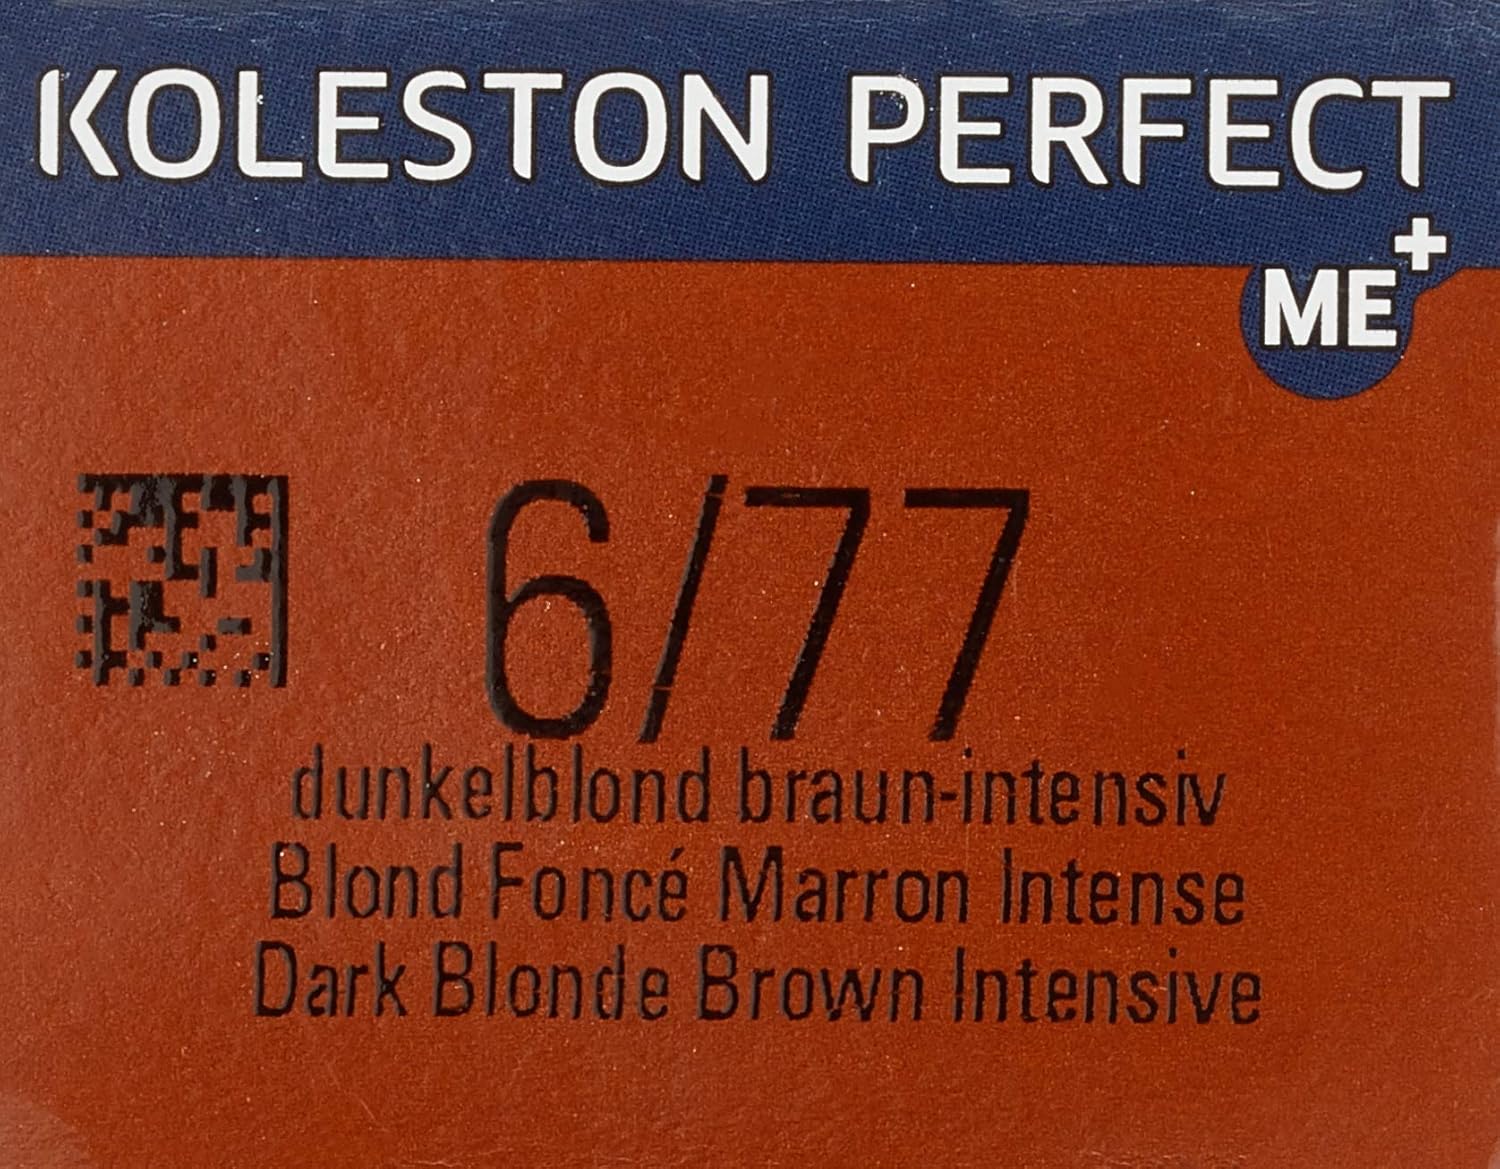 KOLESTON PERFECT
ME+
6/77
dunkelblond braun-intensiv
Blond Foncé Marron Intense
Dark Blonde Brown Intensive